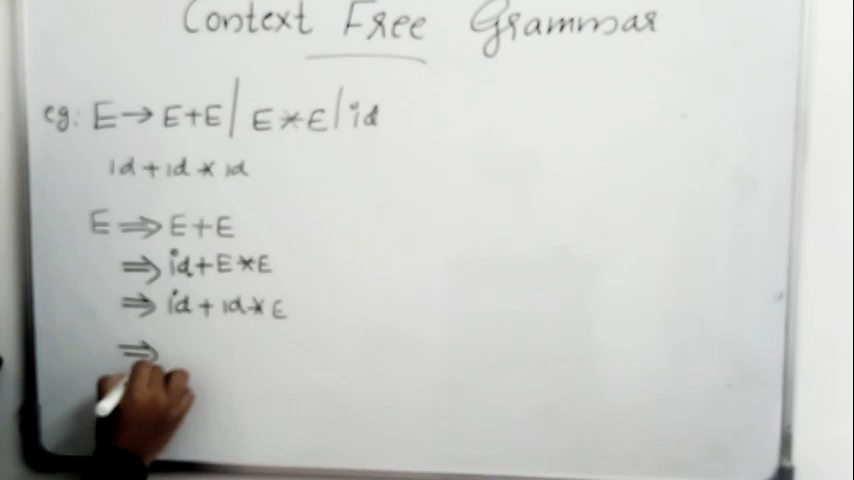 Context Free Grammar
eg: E → E+E | E*E | id
id + id * id
E ⇒ E+E
⇒ id+E*E
⇒ id + id * E
⇒